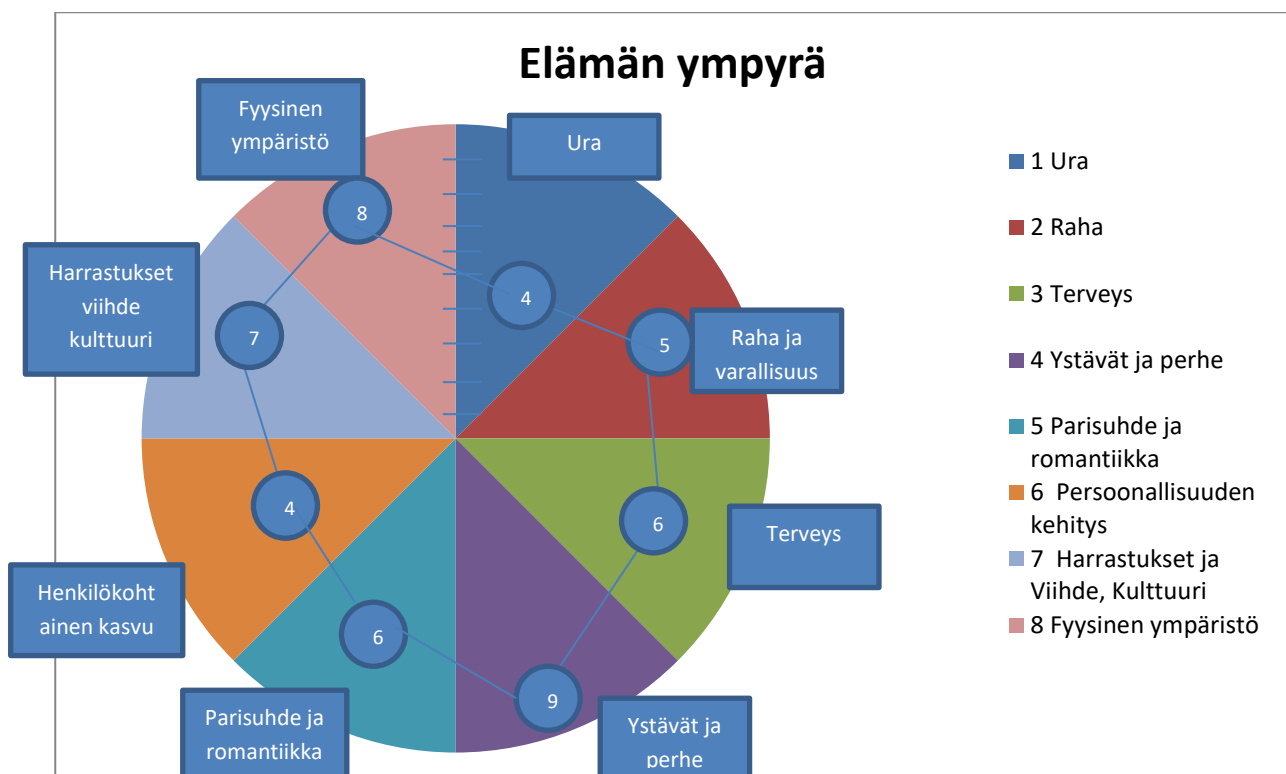 Elämän ympyrä
Fyysinen
ympäristö
Ura
8
4
Harrastukset
viihde
kulttuuri
7
5
Raha ja
varallisuus
4
6
Terveys
Henkilökoht
ainen kasvu
6
9
Parisuhde ja
romantiikka
Ystävät ja
perhe
1 Ura
2 Raha
3 Terveys
4 Ystävät ja perhe
5 Parisuhde ja
romantiikka
6 Persoonallisuuden
kehitys
7 Harrastukset ja
Viihde, Kulttuuri
8 Fyysinen ympäristö